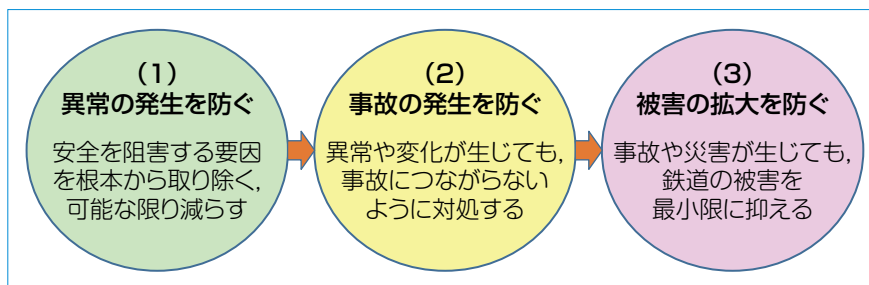 (1)
異常の発生を防ぐ
安全を阻害する要因
を根本から取り除く,
可能な限り減らす
(2)
事故の発生を防ぐ
異常や変化が生じても,
事故につながらない
ように対処する
(3)
被害の拡大を防ぐ
事故や災害が生じても,
鉄道の被害を
最小限に抑える